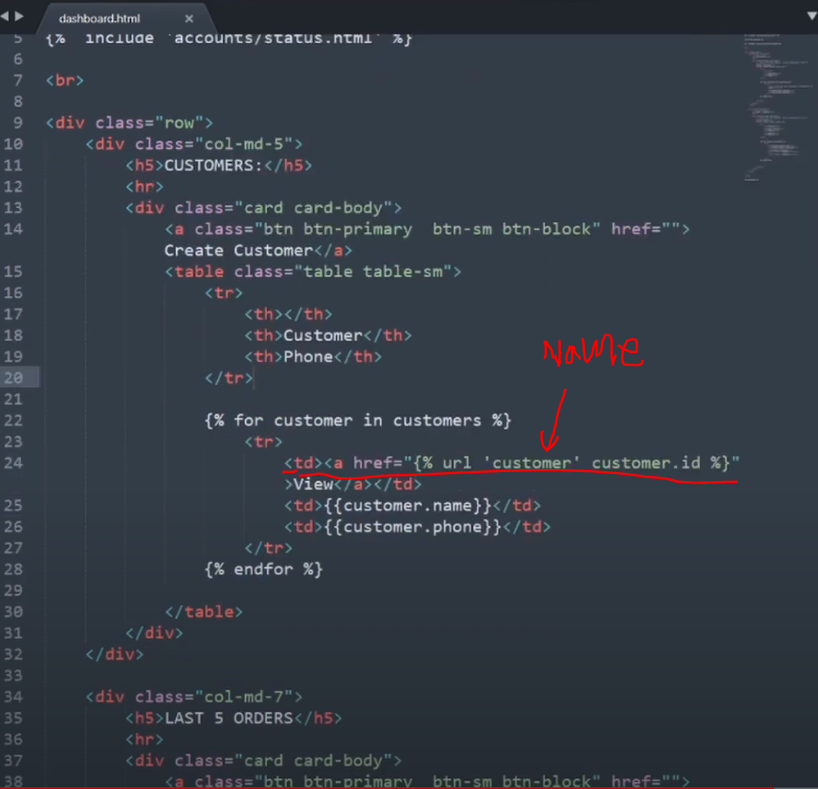 dashboard.html ×
5 {% include 'accounts/status.html' %}
6
7 <br>
8
9 <div class="row">
10 <div class="col-md-5">
11 <h5>CUSTOMERS:</h5>
12 <hr>
13 <div class="card card-body">
14 <a class="btn btn-primary  btn-sm btn-block" href="">
Create Customer</a>
15 <table class="table table-sm">
16 <tr>
17 <th></th>
18 <th>Customer</th>
19 <th>Phone</th>
20 </tr>
21
22 {% for customer in customers %}
23 <tr>
Name
24 <td><a href="{% url 'customer' customer.id %}"
>View</a></td>
25 <td>{{customer.name}}</td>
26 <td>{{customer.phone}}</td>
27 </tr>
28 {% endfor %}
29
30 </table>
31 </div>
32 </div>
33
34 <div class="col-md-7">
35 <h5>LAST 5 ORDERS</h5>
36 <hr>
37 <div class="card card-body">
38 <a class="btn btn-primary  btn-sm btn-block" href="">